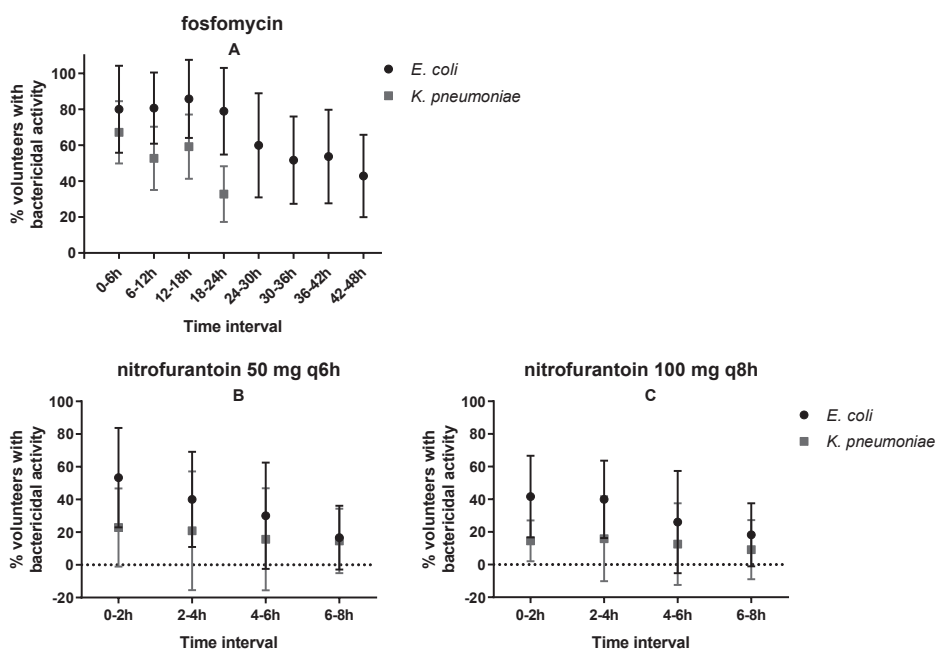 fosfomycin
A
% volunteers with
bactericidal activity
100
80
60
40
20
0
0-6h
6-12h
12-18h
18-24h
24-30h
30-36h
36-42h
42-48h
Time interval
E. coli
K. pneumoniae
nitrofurantoin 50 mg q6h
B
% volunteers with
bactericidal activity
100
80
60
40
20
0
-20
0-2h
2-4h
4-6h
6-8h
Time interval
nitrofurantoin 100 mg q8h
C
% volunteers with
bactericidal activity
100
80
60
40
20
0
-20
0-2h
2-4h
4-6h
6-8h
Time interval
E. coli
K. pneumoniae